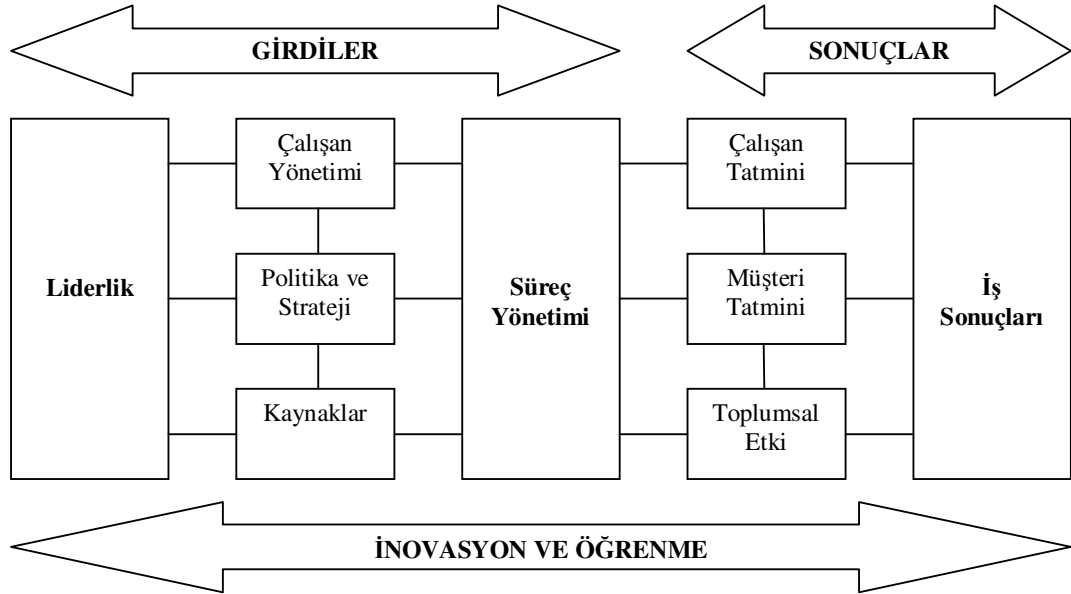 GİRDİLER
SONUÇLAR
Liderlik
Çalışan
Yönetimi
Politika ve
Strateji
Kaynaklar
Süreç
Yönetimi
Çalışan
Tatmini
Müşteri
Tatmini
Toplumsal
Etki
İş
Sonuçları
İNOVASYON VE ÖĞRENME